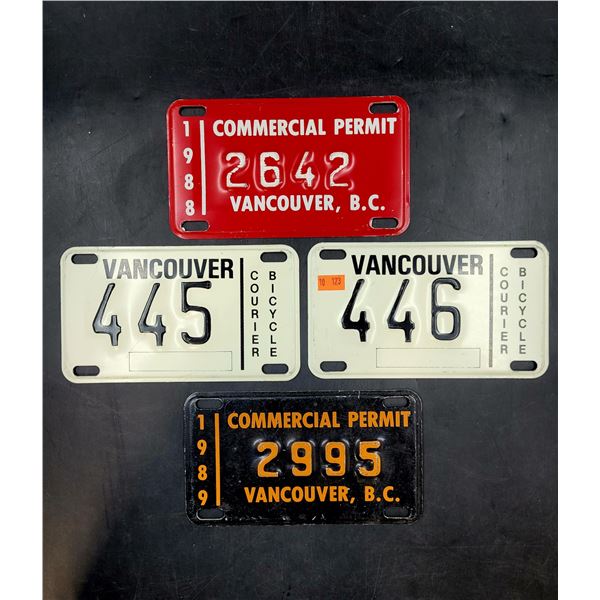 1988
COMMERCIAL PERMIT
2642
VANCOUVER, B.C.
VANCOUVER
445
COURIER
BICYCLE
VANCOUVER
10 123
446
COURIER
BICYCLE
1989
COMMERCIAL PERMIT
2995
VANCOUVER, B.C.